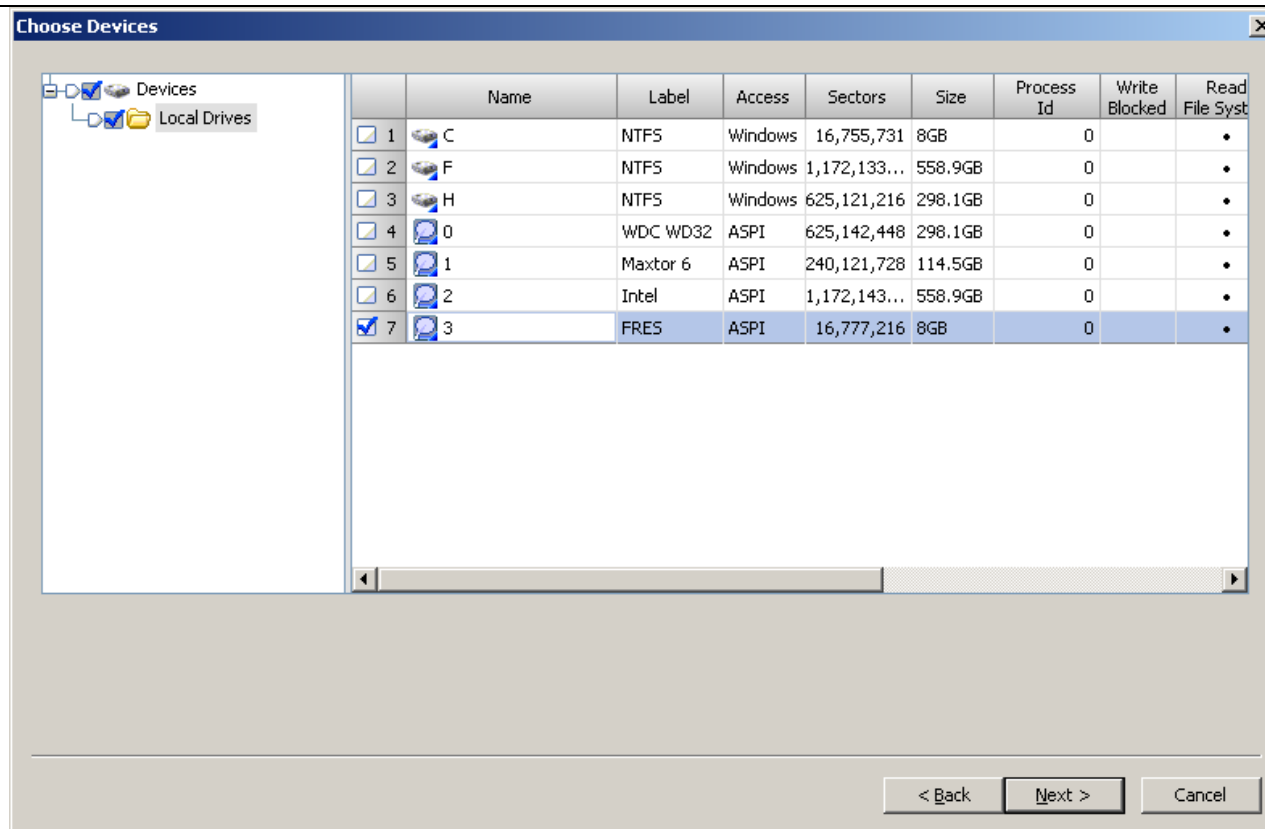 Choose Devices
Devices
Local Drives
Name Label Access Sectors Size Process Id Write Blocked Read File Syst
1 C NTFS Windows 16,755,731 8GB 0 •
2 F NTFS Windows 1,172,133... 558.9GB 0 •
3 H NTFS Windows 625,121,216 298.1GB 0 •
4 0 WDC WD32 ASPI 625,142,448 298.1GB 0 •
5 1 Maxtor 6 ASPI 240,121,728 114.5GB 0 •
6 2 Intel ASPI 1,172,143... 558.9GB 0 •
7 3 FRES ASPI 16,777,216 8GB 0 •
< Back Next > Cancel